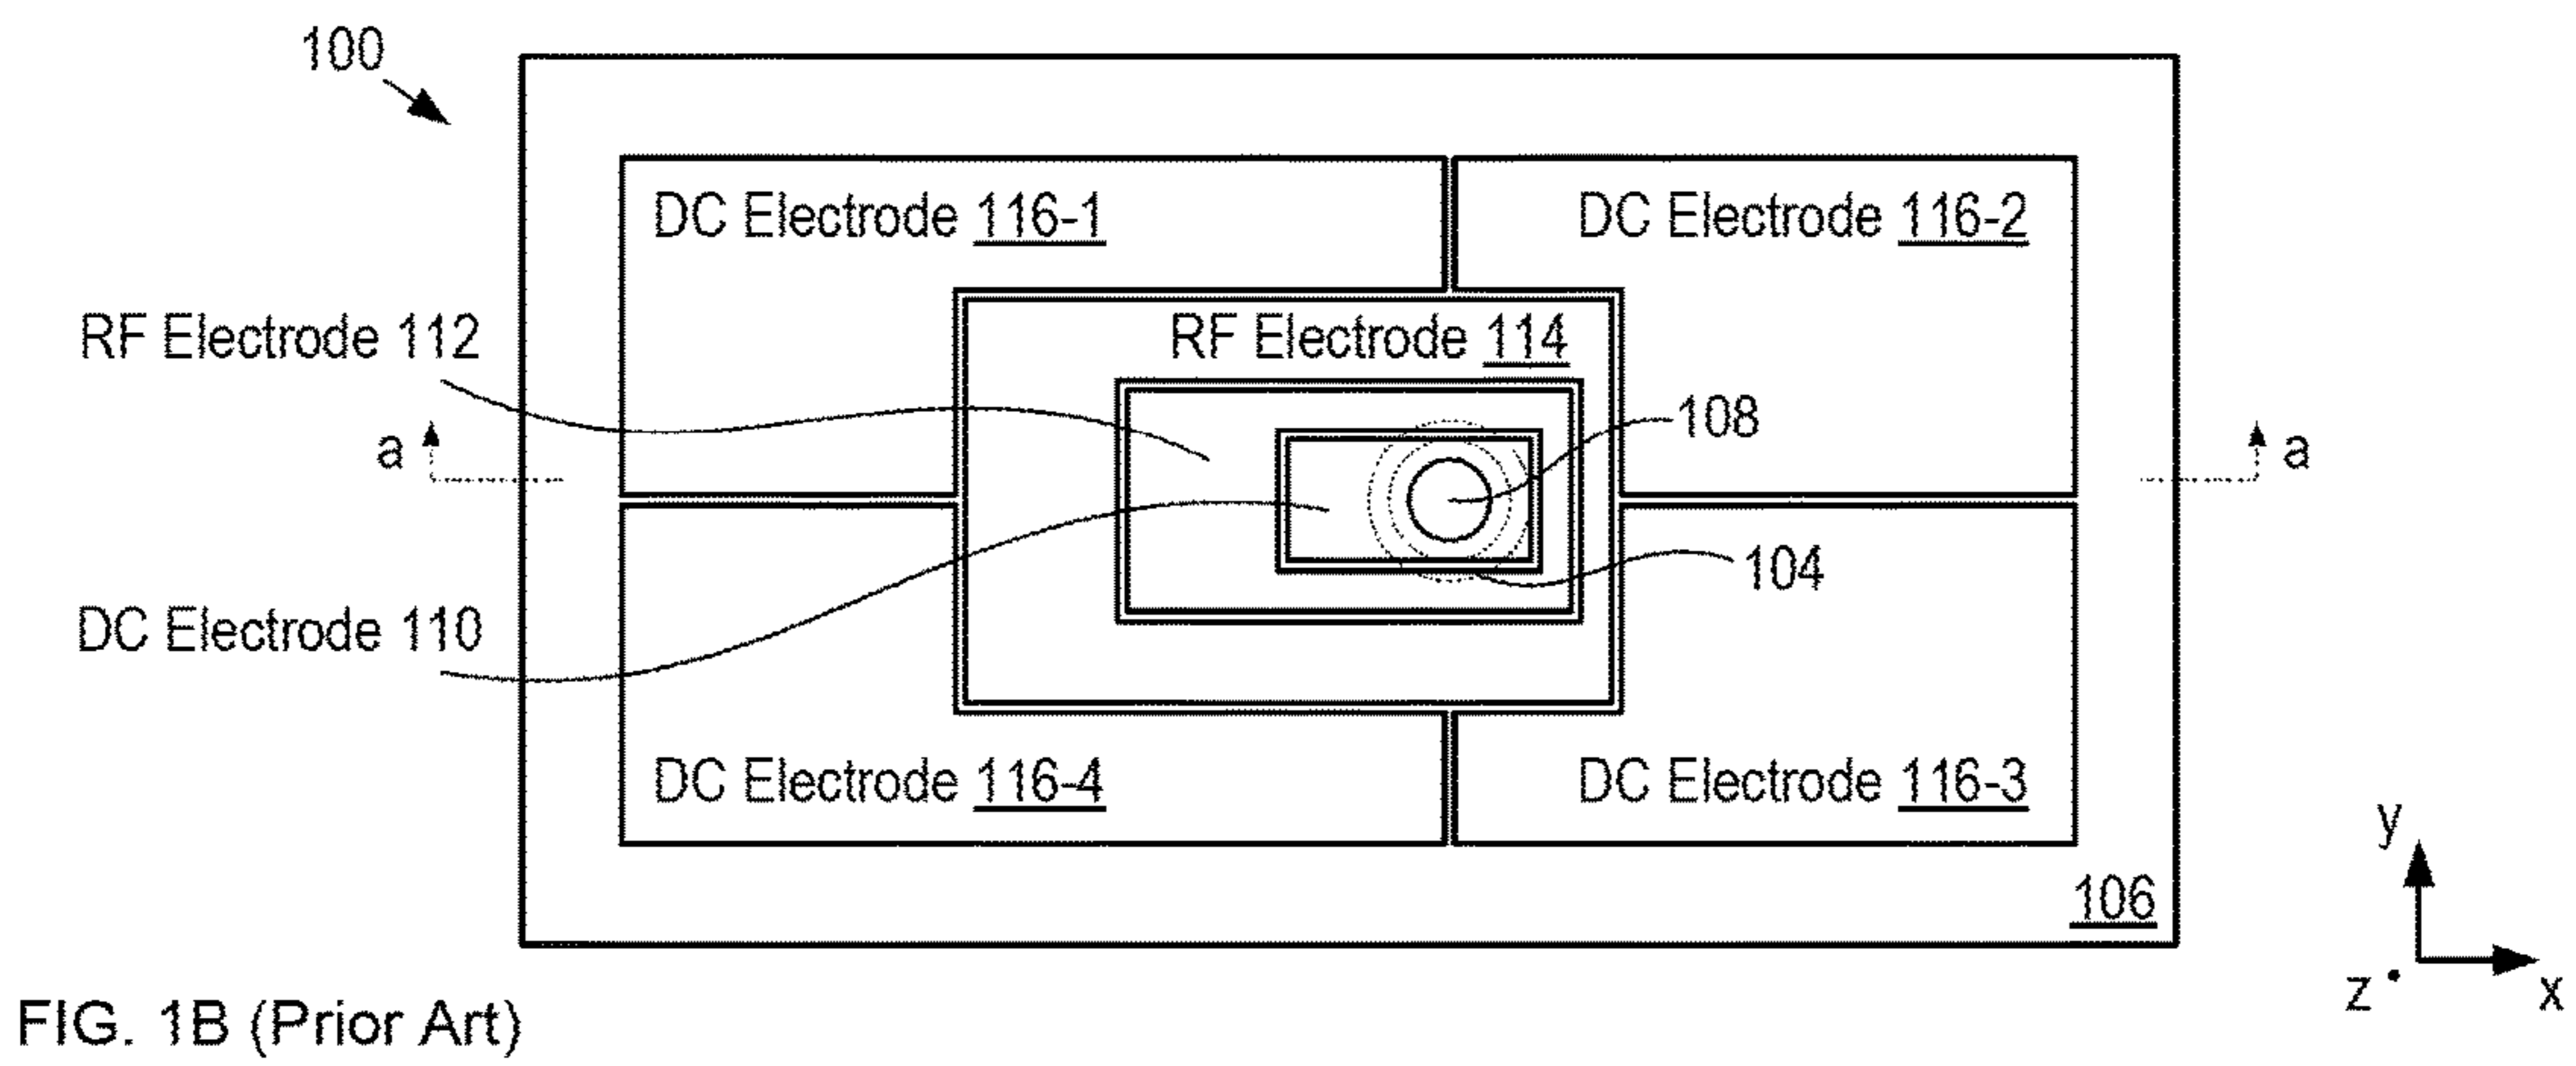 100
DC Electrode 116-1
DC Electrode 116-2
RF Electrode 112
RF Electrode 114
108
a
a
104
DC Electrode 110
DC Electrode 116-4
DC Electrode 116-3
y
106
z
x
FIG. 1B (Prior Art)